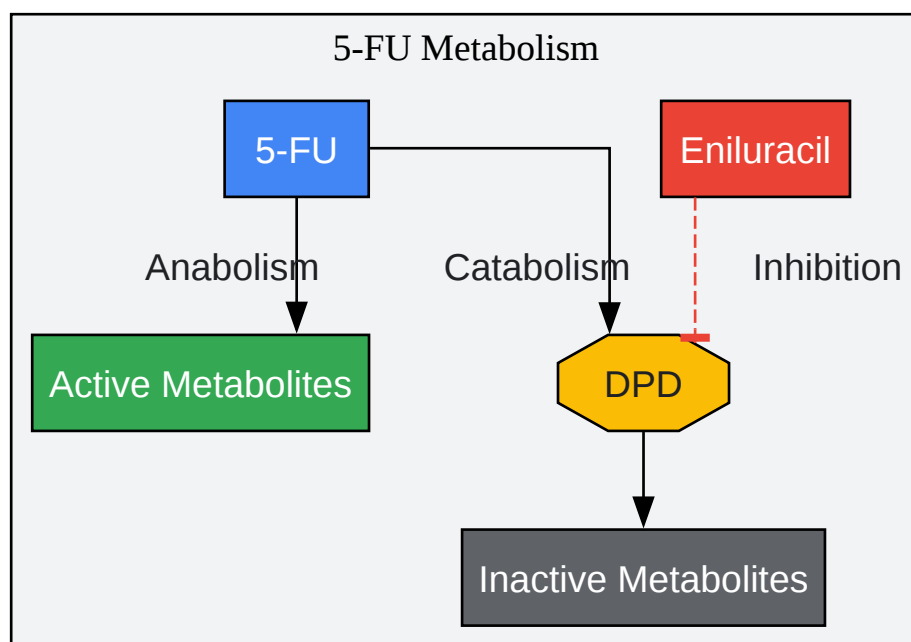 5-FU Metabolism
5-FU
Eniluracil
Anabolism
Catabolism
Inhibition
Active Metabolites
DPD
Inactive Metabolites